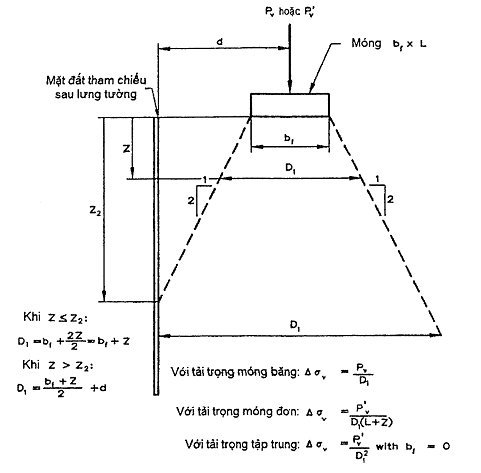 Pv hoặc P'v
d
Móng bf x L
Mặt đất tham chiếu
sau lưng tường
bf
Z
D1
1
2
1
2
Z2
D1
Khi Z ≤ Z2:
D1 = bf + 2Z/2 = bf + Z
Khi Z > Z2:
D1 = (bf + Z)/2 + d
Với tải trọng móng băng: Δσv = Pv/D1
Với tải trọng móng đơn: Δσv = P'v/D1(L+Z)
Với tải trọng tập trung: Δσv = P'v/D1² with bf = 0